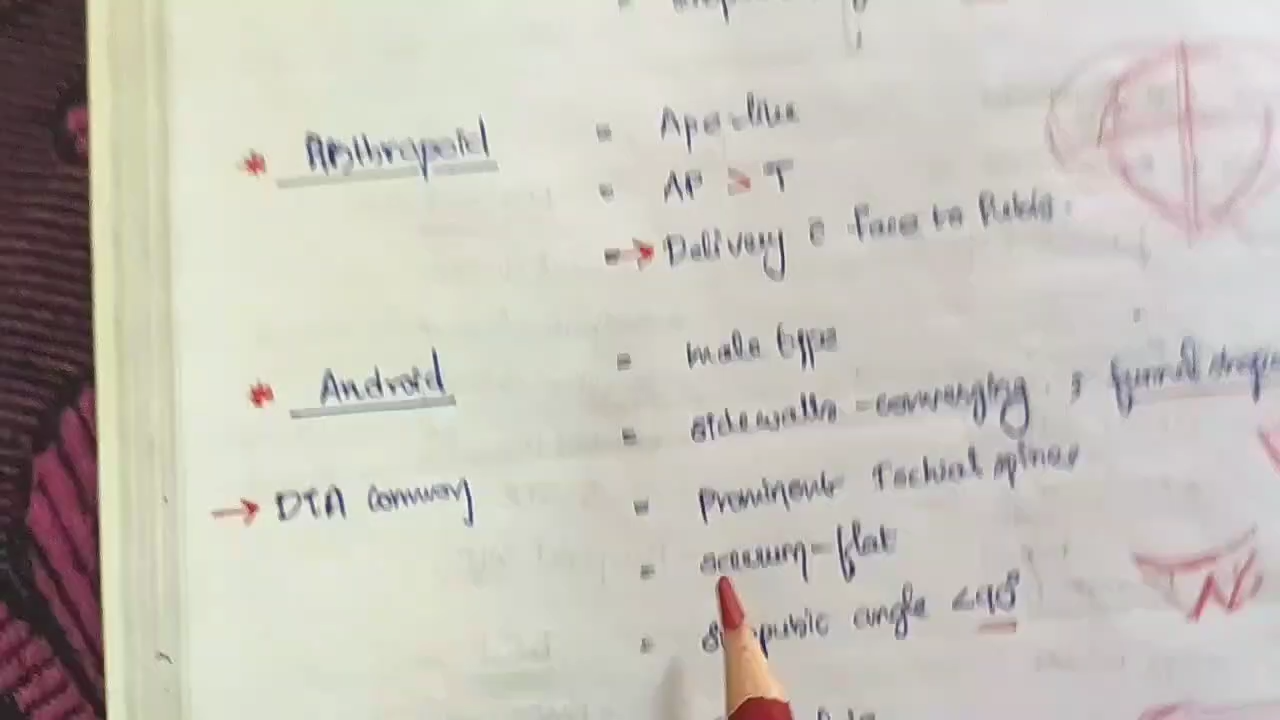 * Anthropoid
▪ Ape like
▪ AP > T
→ Delivery c̄ Face to Pubis.
* Android
▪ male type
▪ sidewalls - converging ; funnel shape
→ DTA common
▪ Prominent Ischial spines
▪ sacrum - flat
▪ Subpubic angle <90°